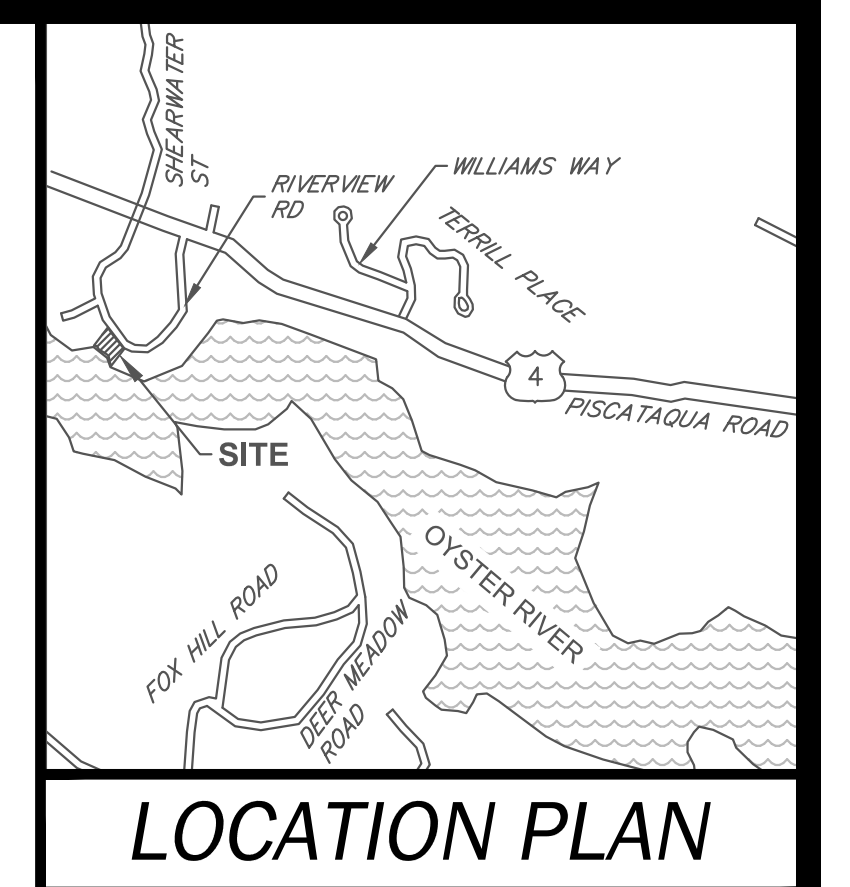 SHEARWATER
ST
RIVERVIEW
RD
WILLIAMS WAY
TERRILL PLACE
4
PISCATAQUA ROAD
SITE
OYSTER RIVER
FOX HILL ROAD
DEER MEADOW
ROAD
LOCATION PLAN